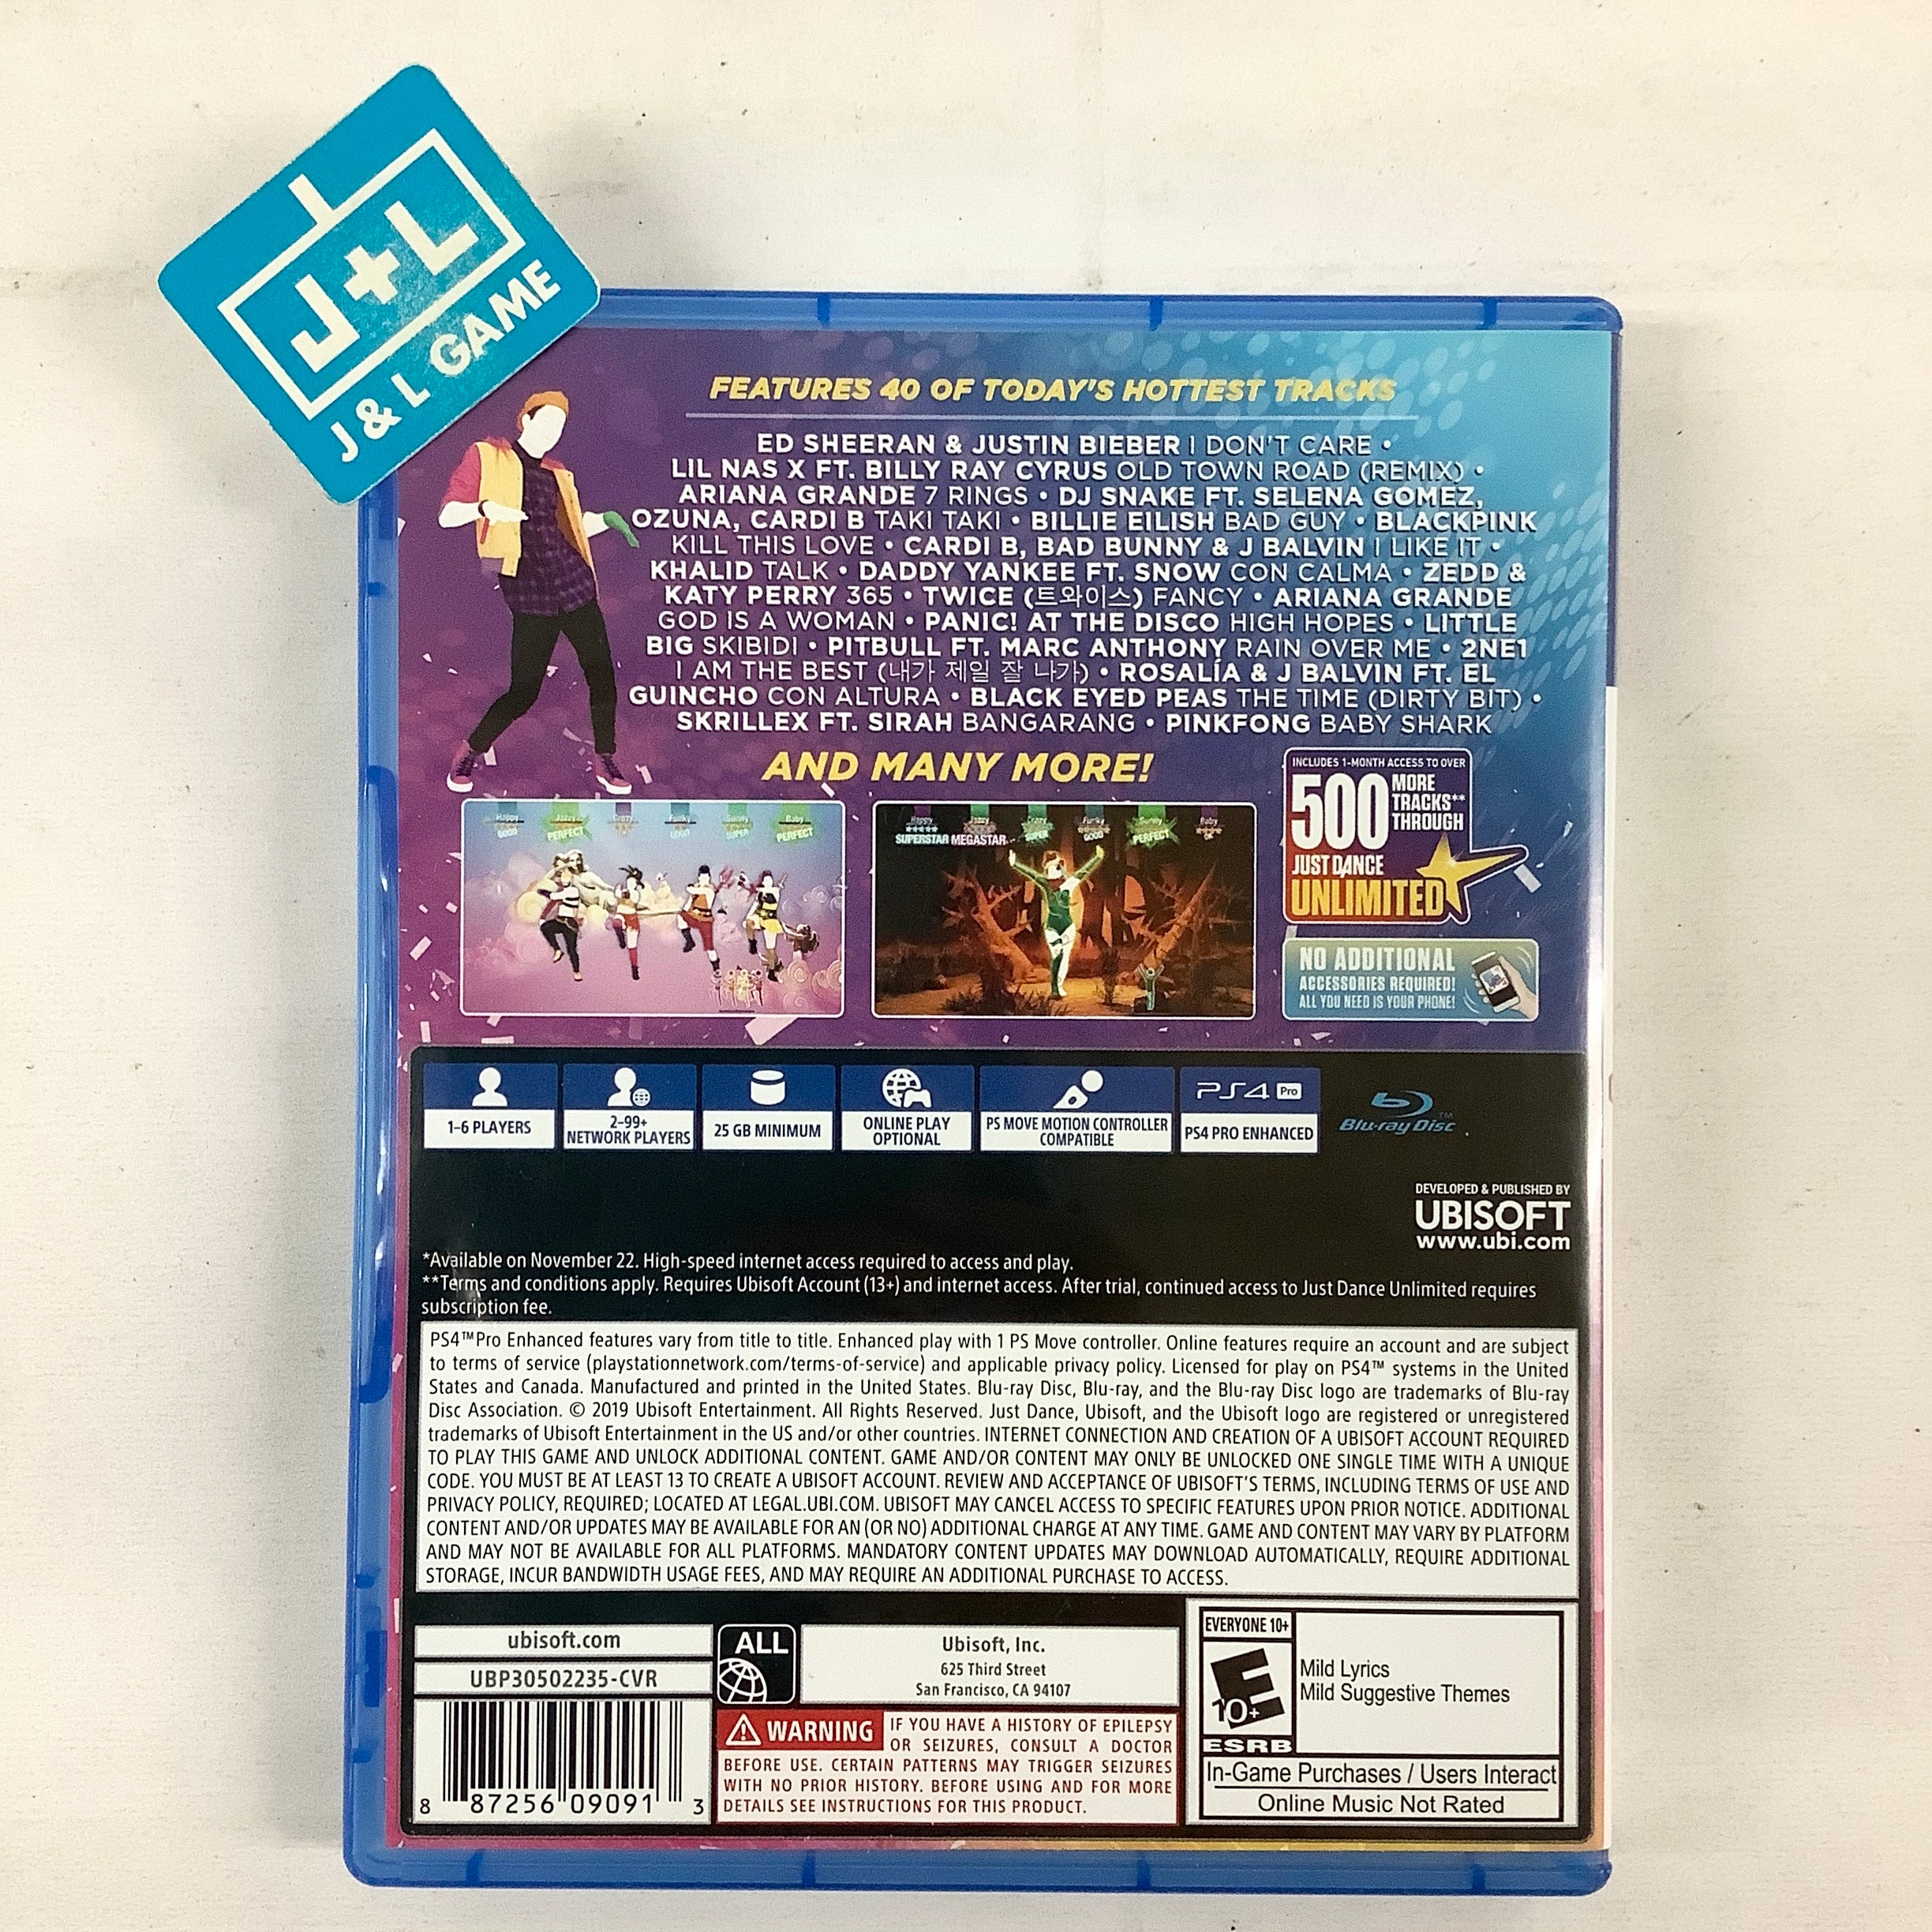 J+L
J & L GAME
FEATURES 40 OF TODAY'S HOTTEST TRACKS
ED SHEERAN & JUSTIN BIEBER I DON'T CARE •
LIL NAS X FT. BILLY RAY CYRUS OLD TOWN ROAD (REMIX) •
ARIANA GRANDE 7 RINGS • DJ SNAKE FT. SELENA GOMEZ,
OZUNA, CARDI B TAKI TAKI • BILLIE EILISH BAD GUY • BLACKPINK
KILL THIS LOVE • CARDI B, BAD BUNNY & J BALVIN I LIKE IT •
KHALID TALK • DADDY YANKEE FT. SNOW CON CALMA • ZEDD &
KATY PERRY 365 • TWICE (트와이스) FANCY • ARIANA GRANDE
GOD IS A WOMAN • PANIC! AT THE DISCO HIGH HOPES • LITTLE
BIG SKIBIDI • PITBULL FT. MARC ANTHONY RAIN OVER ME • 2NE1
I AM THE BEST (내가 제일 잘 나가) • ROSALÍA & J BALVIN FT. EL
GUINCHO CON ALTURA • BLACK EYED PEAS THE TIME (DIRTY BIT) •
SKRILLEX FT. SIRAH BANGARANG • PINKFONG BABY SHARK
AND MANY MORE!
INCLUDES 1-MONTH ACCESS TO OVER
500 MORE
TRACKS**
THROUGH
JUST DANCE
UNLIMITED
Happy Jazzy Crazy Funky Sunny Baby
GOOD PERFECT OK GOOD SUPER PERFECT
Happy Jazzy Crazy Funky Sunny Baby
SUPERSTAR MEGASTAR SUPER GOOD PERFECT OK
NO ADDITIONAL
ACCESSORIES REQUIRED!
ALL YOU NEED IS YOUR PHONE!
1-6 PLAYERS
2-99+
NETWORK PLAYERS
25 GB MINIMUM
ONLINE PLAY
OPTIONAL
PS MOVE MOTION CONTROLLER
COMPATIBLE
PS4 Pro
PS4 PRO ENHANCED
Blu-ray Disc™
DEVELOPED & PUBLISHED BY
UBISOFT
www.ubi.com
*Available on November 22. High-speed internet access required to access and play.
**Terms and conditions apply. Requires Ubisoft Account (13+) and internet access. After trial, continued access to Just Dance Unlimited requires
subscription fee.
PS4™Pro Enhanced features vary from title to title. Enhanced play with 1 PS Move controller. Online features require an account and are subject
to terms of service (playstationnetwork.com/terms-of-service) and applicable privacy policy. Licensed for play on PS4™ systems in the United
States and Canada. Manufactured and printed in the United States. Blu-ray Disc, Blu-ray, and the Blu-ray Disc logo are trademarks of Blu-ray
Disc Association. © 2019 Ubisoft Entertainment. All Rights Reserved. Just Dance, Ubisoft, and the Ubisoft logo are registered or unregistered
trademarks of Ubisoft Entertainment in the US and/or other countries. INTERNET CONNECTION AND CREATION OF A UBISOFT ACCOUNT REQUIRED
TO PLAY THIS GAME AND UNLOCK ADDITIONAL CONTENT. GAME AND/OR CONTENT MAY ONLY BE UNLOCKED ONE SINGLE TIME WITH A UNIQUE
CODE. YOU MUST BE AT LEAST 13 TO CREATE A UBISOFT ACCOUNT. REVIEW AND ACCEPTANCE OF UBISOFT'S TERMS, INCLUDING TERMS OF USE AND
PRIVACY POLICY, REQUIRED; LOCATED AT LEGAL.UBI.COM. UBISOFT MAY CANCEL ACCESS TO SPECIFIC FEATURES UPON PRIOR NOTICE. ADDITIONAL
CONTENT AND/OR UPDATES MAY BE AVAILABLE FOR AN (OR NO) ADDITIONAL CHARGE AT ANY TIME. GAME AND CONTENT MAY VARY BY PLATFORM
AND MAY NOT BE AVAILABLE FOR ALL PLATFORMS. MANDATORY CONTENT UPDATES MAY DOWNLOAD AUTOMATICALLY, REQUIRE ADDITIONAL
STORAGE, INCUR BANDWIDTH USAGE FEES, AND MAY REQUIRE AN ADDITIONAL PURCHASE TO ACCESS.
ubisoft.com
UBP30502235-CVR
8 87256 09091 3
ALL
Ubisoft, Inc.
625 Third Street
San Francisco, CA 94107
WARNING IF YOU HAVE A HISTORY OF EPILEPSY
OR SEIZURES, CONSULT A DOCTOR
BEFORE USE. CERTAIN PATTERNS MAY TRIGGER SEIZURES
WITH NO PRIOR HISTORY. BEFORE USING AND FOR MORE
DETAILS SEE INSTRUCTIONS FOR THIS PRODUCT.
EVERYONE 10+
E
10+
ESRB
Mild Lyrics
Mild Suggestive Themes
In-Game Purchases / Users Interact
Online Music Not Rated